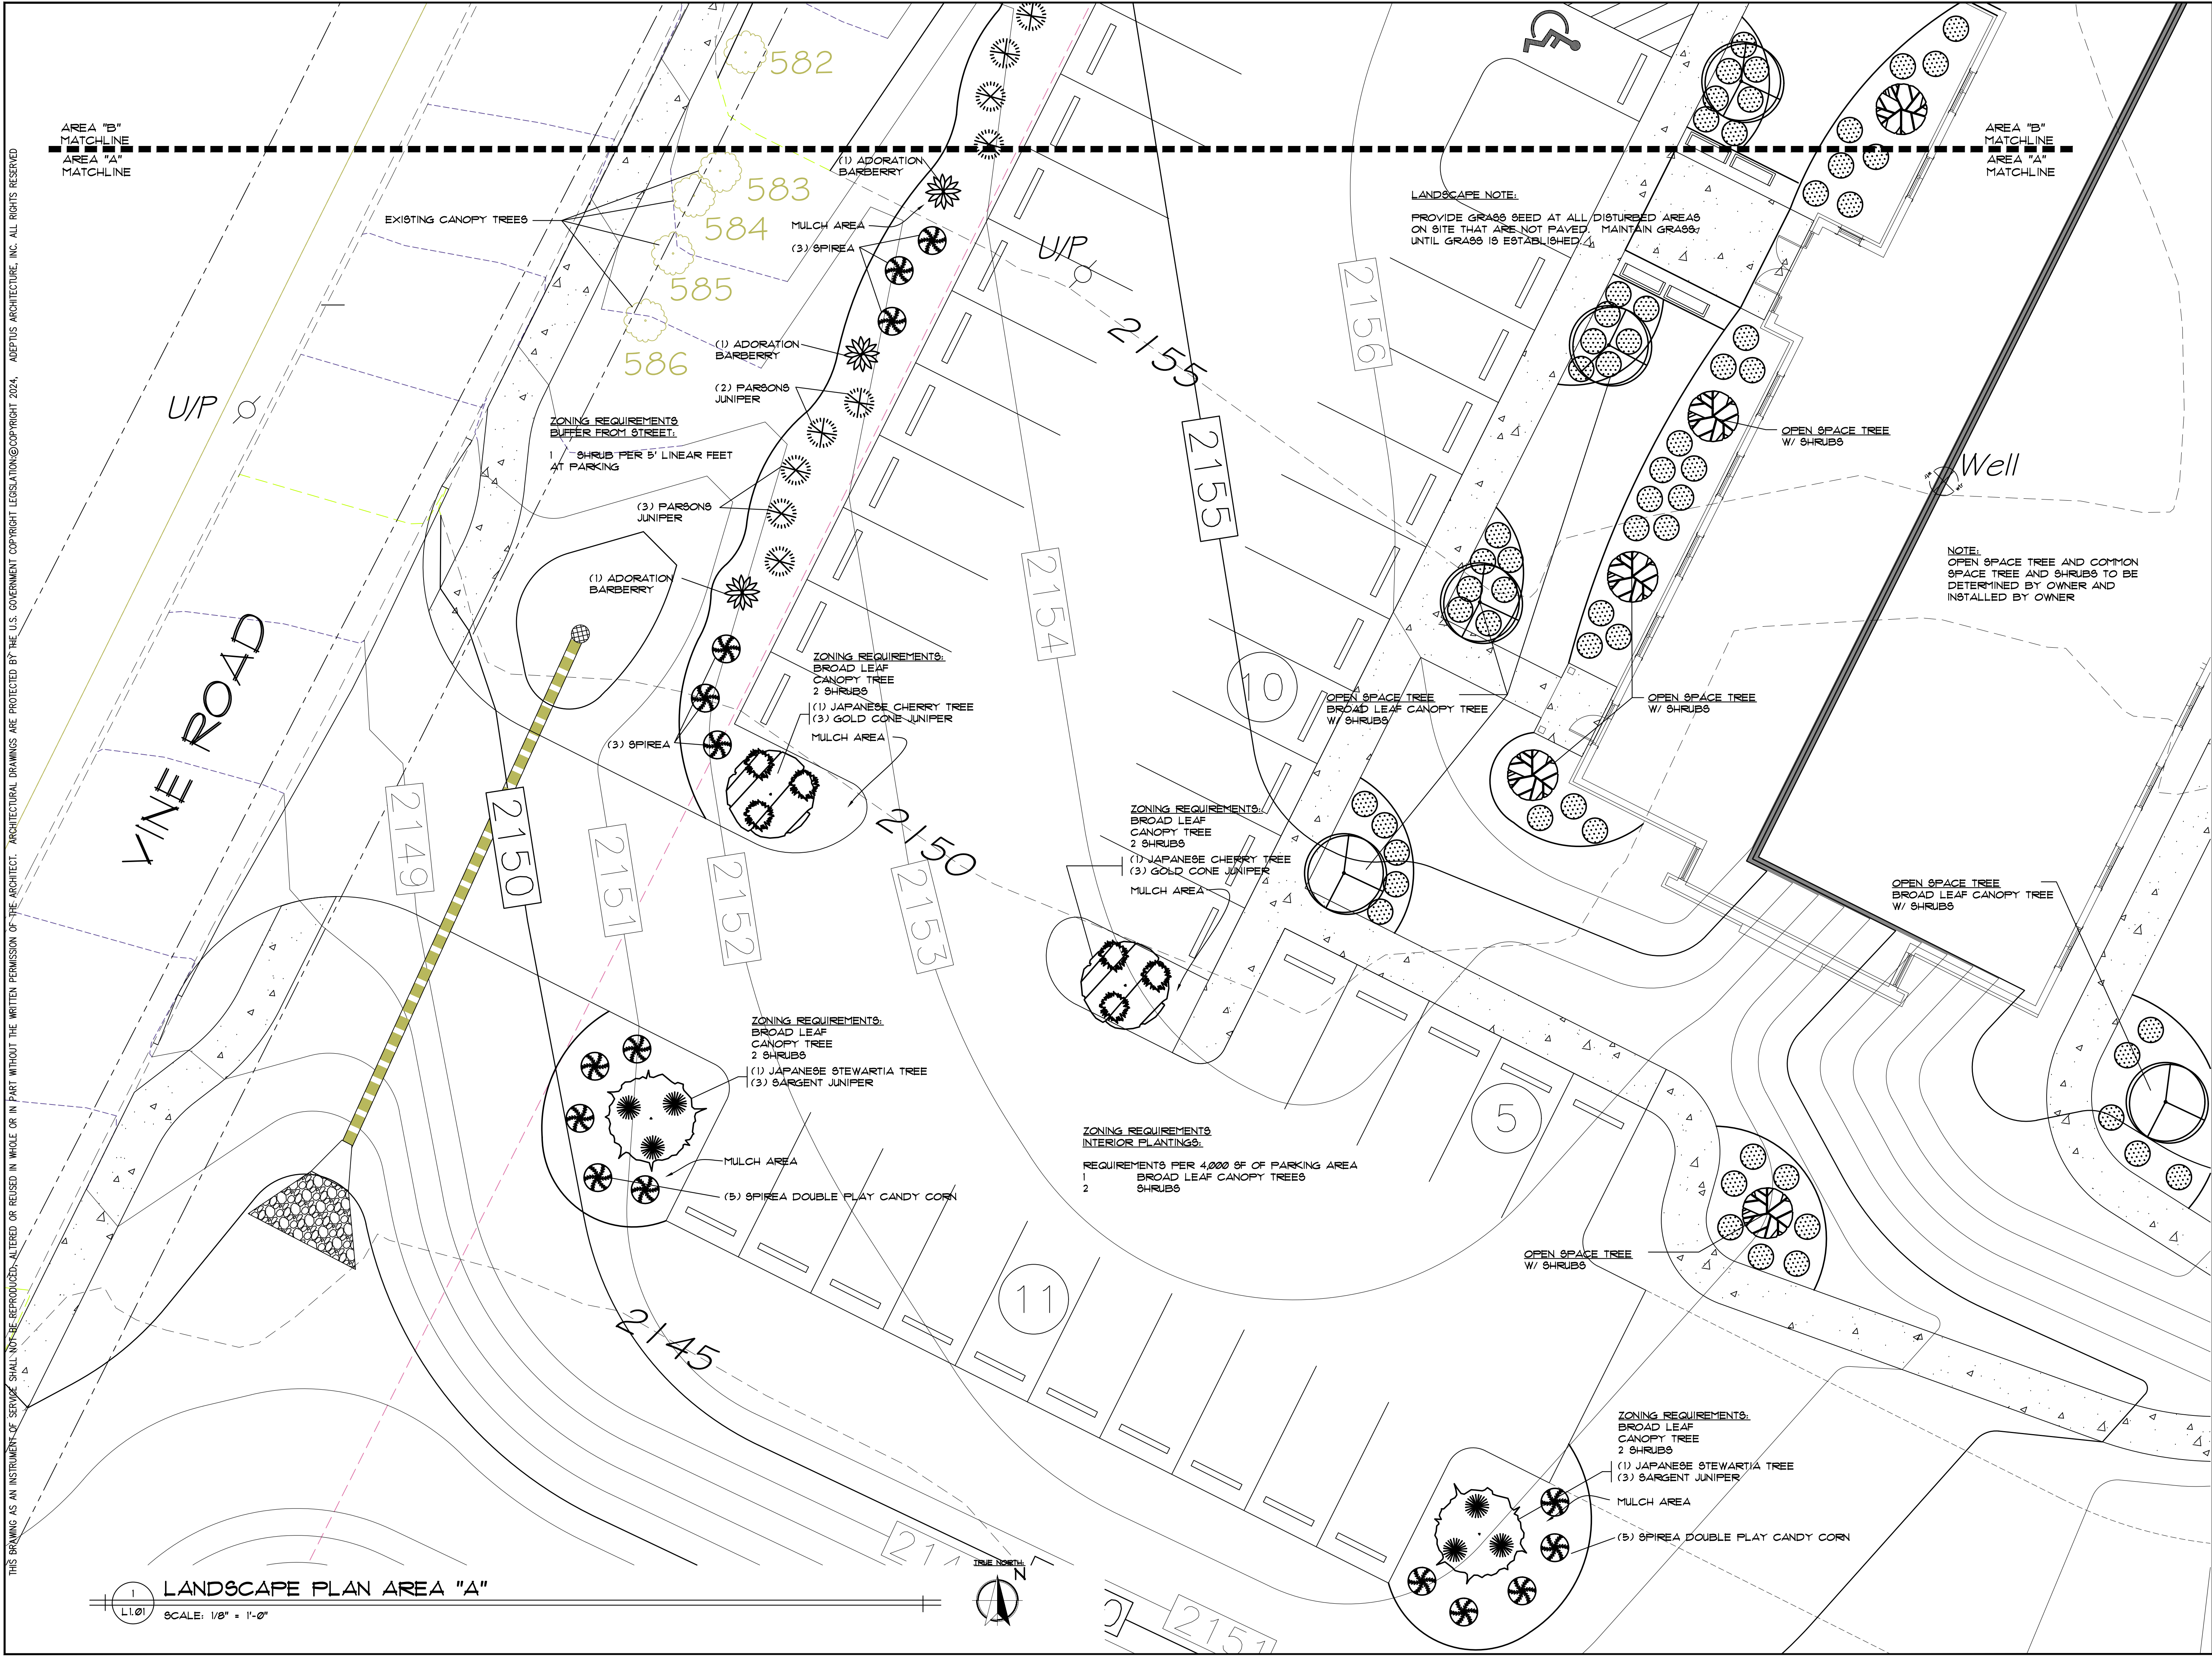 582
AREA "B"
MATCHLINE
AREA "A"
MATCHLINE
AREA "B"
MATCHLINE
AREA "A"
MATCHLINE
(1) ADORATION
BARBERRY
583
EXISTING CANOPY TREES
584
MULCH AREA
(3) SPIREA
U/P
LANDSCAPE NOTE:
PROVIDE GRASS SEED AT ALL DISTURBED AREAS
ON SITE THAT ARE NOT PAVED. MAINTAIN GRASS
UNTIL GRASS IS ESTABLISHED.
585
2156
586
(1) ADORATION
BARBERRY
2155
(2) PARSONS
JUNIPER
U/P
ZONING REQUIREMENTS
BUFFER FROM STREET:
1 SHRUB PER 5' LINEAR FEET
AT PARKING
2155
OPEN SPACE TREE
W/ SHRUBS
Well
(3) PARSONS
JUNIPER
NOTE:
OPEN SPACE TREE AND COMMON
SPACE TREE AND SHRUBS TO BE
DETERMINED BY OWNER AND
INSTALLED BY OWNER
(1) ADORATION
BARBERRY
2154
VINE ROAD
ZONING REQUIREMENTS:
BROAD LEAF
CANOPY TREE
2 SHRUBS
(1) JAPANESE CHERRY TREE
(3) GOLD CONE JUNIPER
MULCH AREA
(3) SPIREA
10
OPEN SPACE TREE
BROAD LEAF CANOPY TREE
W/ SHRUBS
OPEN SPACE TREE
W/ SHRUBS
2149
2150
2151
2152
2153
2150
ZONING REQUIREMENTS:
BROAD LEAF
CANOPY TREE
2 SHRUBS
(1) JAPANESE CHERRY TREE
(3) GOLD CONE JUNIPER
MULCH AREA
OPEN SPACE TREE
BROAD LEAF CANOPY TREE
W/ SHRUBS
ZONING REQUIREMENTS:
BROAD LEAF
CANOPY TREE
2 SHRUBS
(1) JAPANESE STEWARTIA TREE
(3) SARGENT JUNIPER
MULCH AREA
(5) SPIREA DOUBLE PLAY CANDY CORN
5
ZONING REQUIREMENTS
INTERIOR PLANTINGS:
REQUIREMENTS PER 4,000 SF OF PARKING AREA
1 BROAD LEAF CANOPY TREES
2 SHRUBS
OPEN SPACE TREE
W/ SHRUBS
11
2145
ZONING REQUIREMENTS:
BROAD LEAF
CANOPY TREE
2 SHRUBS
(1) JAPANESE STEWARTIA TREE
(3) SARGENT JUNIPER
MULCH AREA
(5) SPIREA DOUBLE PLAY CANDY CORN
1
L1.01
LANDSCAPE PLAN AREA "A"
SCALE: 1/8" = 1'-0"
TRUE NORTH:
N
2151
THIS DRAWING AS AN INSTRUMENT OF SERVICE SHALL NOT BE REPRODUCED, ALTERED OR REUSED IN WHOLE OR IN PART WITHOUT THE WRITTEN PERMISSION OF THE ARCHITECT. ARCHITECTURAL DRAWINGS ARE PROTECTED BY THE U.S. GOVERNMENT COPYRIGHT LEGISLATION ©COPYRIGHT 2024, ADEPTUS ARCHITECTURE, INC. ALL RIGHTS RESERVED